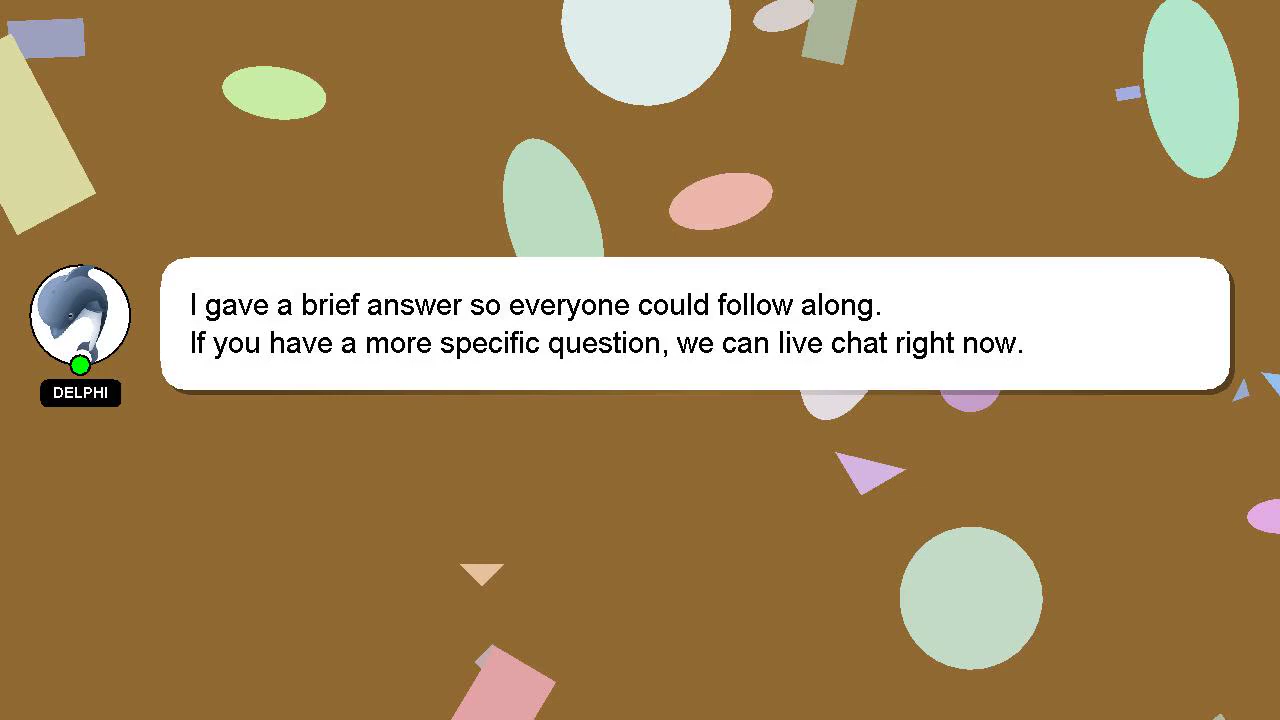 I gave a brief answer so everyone could follow along.
If you have a more specific question, we can live chat right now.
DELPHI